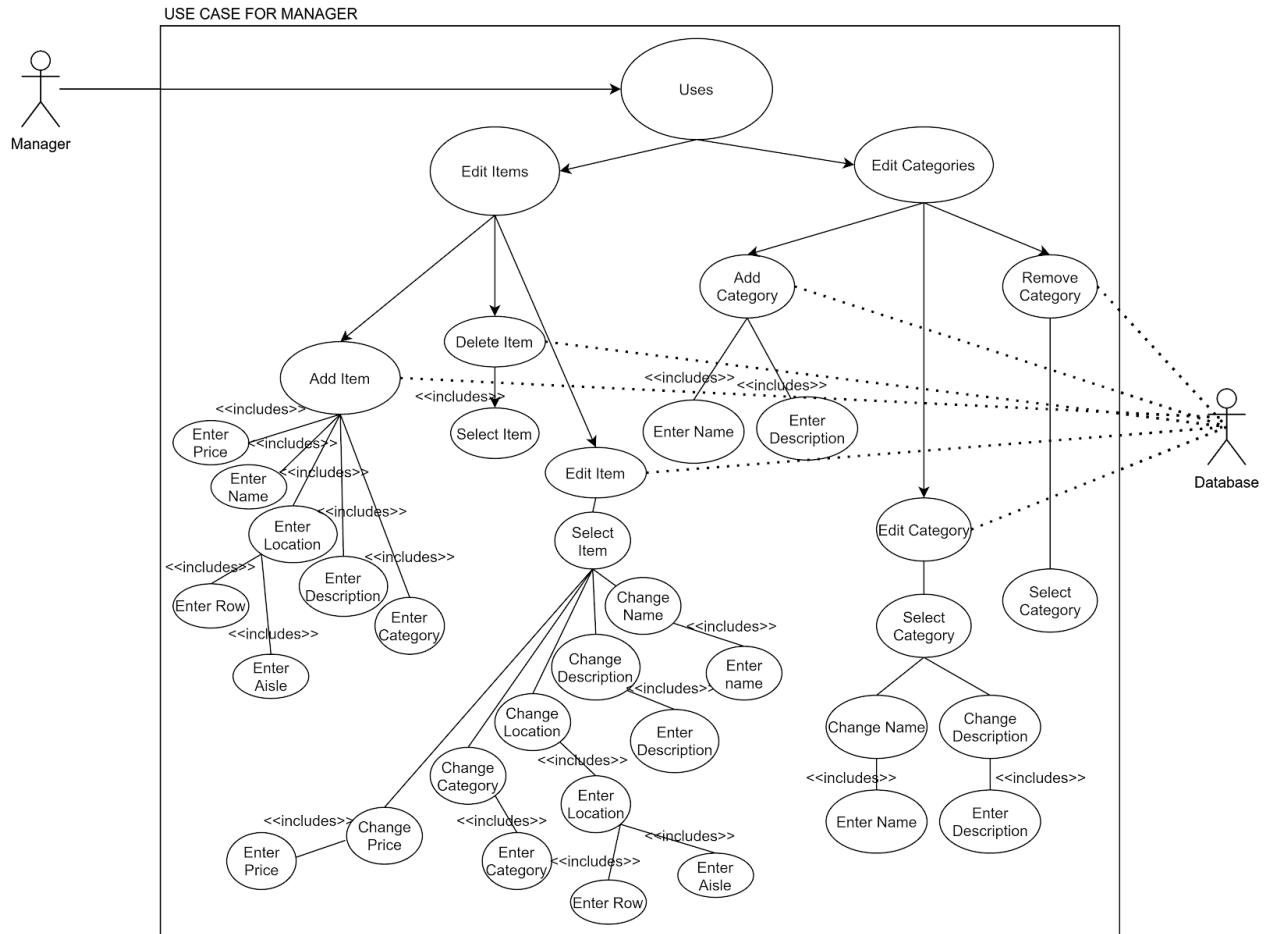 USE CASE FOR MANAGER
Manager
Uses
Edit Items
Edit Categories
Add
Category
Remove
Category
Delete Item
Add Item
<<includes>>
<<includes>>
<<includes>>
<<includes>>
Select Item
Enter Name
Enter
Description
Enter
Price
<<includes>>
Enter
Name
<<includes>>
Enter
Location
<<includes>>
Enter
Description
<<includes>>
Enter
Category
<<includes>>
Enter Row
<<includes>>
Enter
Aisle
Edit Item
Select
Item
Change
Name
<<includes>>
Enter
name
Change
Description
<<includes>>
Enter
Description
Change
Location
<<includes>>
Enter
Location
<<includes>>
Enter
Aisle
<<includes>>
Enter Row
Change
Category
<<includes>>
Enter
Category
Change
Price
<<includes>>
Enter
Price
Edit Category
Select
Category
Change Name
Change
Description
<<includes>>
<<includes>>
Enter Name
Enter
Description
Select
Category
Database